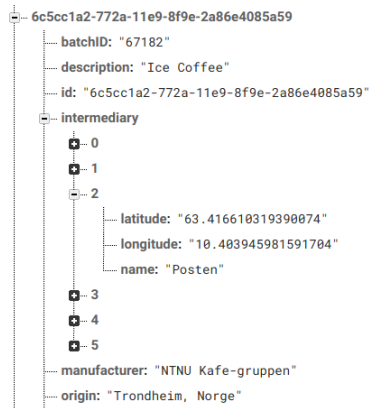 6c5cc1a2-772a-11e9-8f9e-2a86e4085a59
batchID: "67182"
description: "Ice Coffee"
id: "6c5cc1a2-772a-11e9-8f9e-2a86e4085a59"
intermediary
0
1
2
latitude: "63.416610319390074"
longitude: "10.403945981591704"
name: "Posten"
3
4
5
manufacturer: "NTNU Kafe-gruppen"
origin: "Trondheim, Norge"